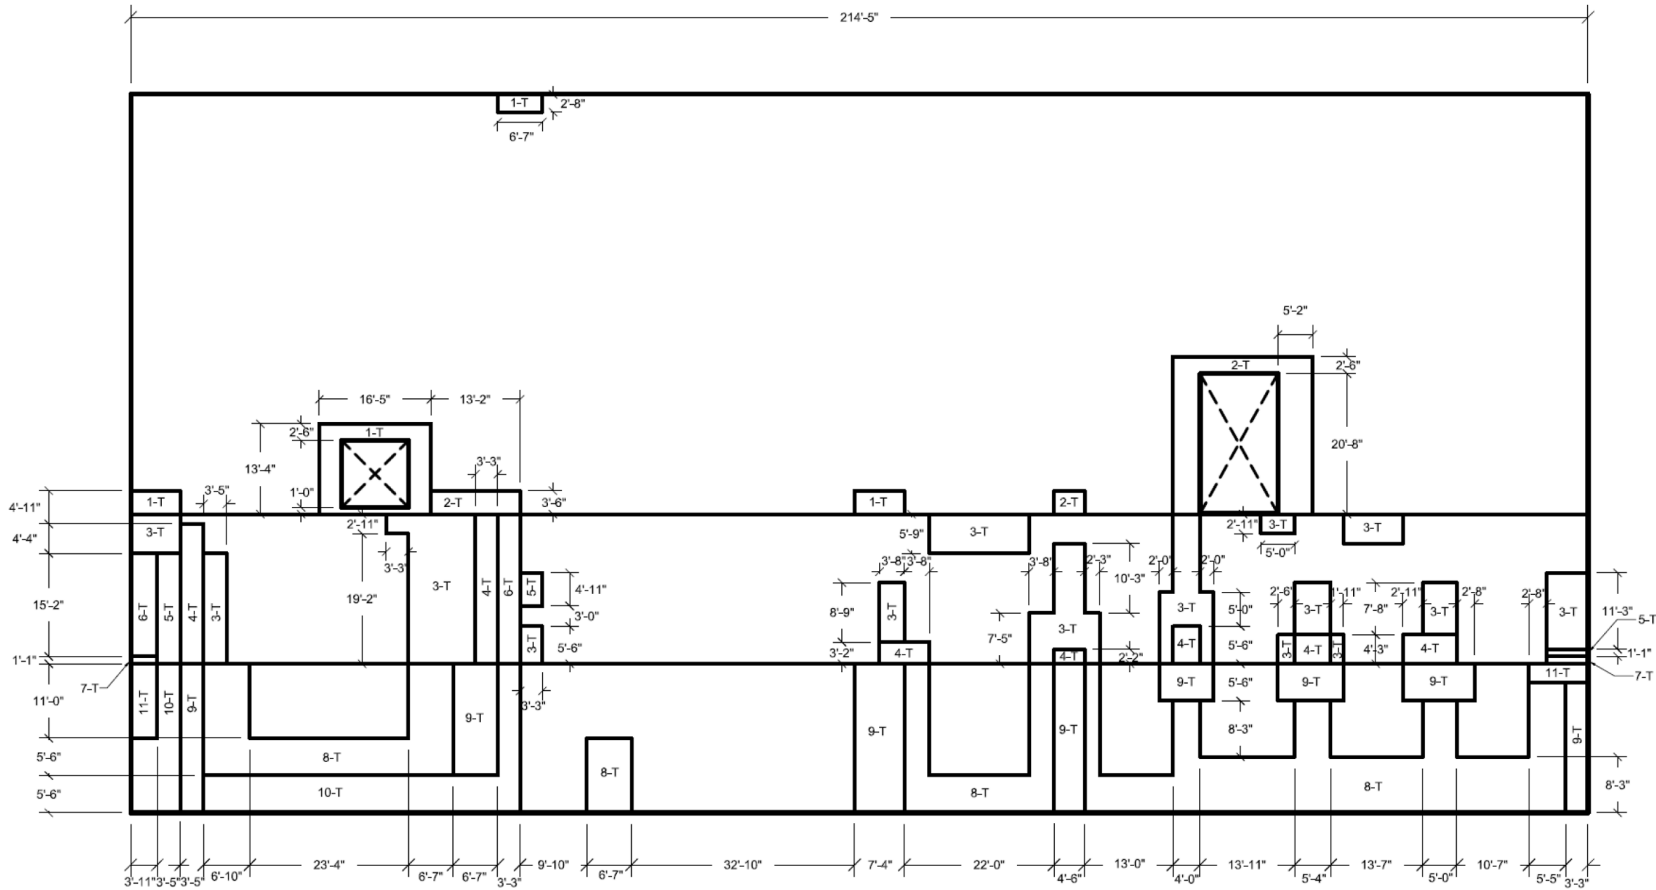 214'-5"
1-T 2'-8"
6'-7"
5'-2"
2-T 2'-6"
16'-5" 13'-2"
2'-6" 1-T
20'-8"
13'-4" 3'-3"
1'-0"
3'-5"
4'-11" 1-T 2-T 3'-6" 1-T 2-T
2'-11" 5'-9" 3-T 2'-11" 3-T 3-T
4'-4" 3-T
5'-0"
3'-3" 3'-8" 3'-8" 3'-8" 2'-3" 2'-0" 2'-0"
10'-3"
19'-2" 3-T 4-T 6-T 5-T 4'-11"
2'-6" 1'-11" 2'-11" 2'-8" 2'-8"
15'-2" 6-T 5-T 4-T 3-T
3'-0" 8'-9" 3-T 3-T 5'-0" 3-T 7'-8" 3-T 3-T 11'-3"
5-T
7'-5" 3-T
3-T 5'-6" 3'-2" 4-T 4-T 2'-2" 4-T 5'-6" 3-T 4-T 3-T 4'-3" 4-T
1'-1" 1'-1"
7-T 11-T 7-T
11'-0" 11-T 10-T 9-T 3'-3" 9-T 5'-6" 9-T 9-T
9-T 9-T 9-T 8'-3" 9-T
5'-6" 8-T 8-T
5'-6" 10-T 8-T 8-T 8'-3"
23'-4" 9'-10" 32'-10" 7'-4" 22'-0" 13'-0" 13'-11" 13'-7" 10'-7"
3'-11" 3'-5" 3'-5" 6'-10" 6'-7" 6'-7" 3'-3" 6'-7" 4'-6" 4'-0" 5'-4" 5'-0" 5'-5" 3'-3"